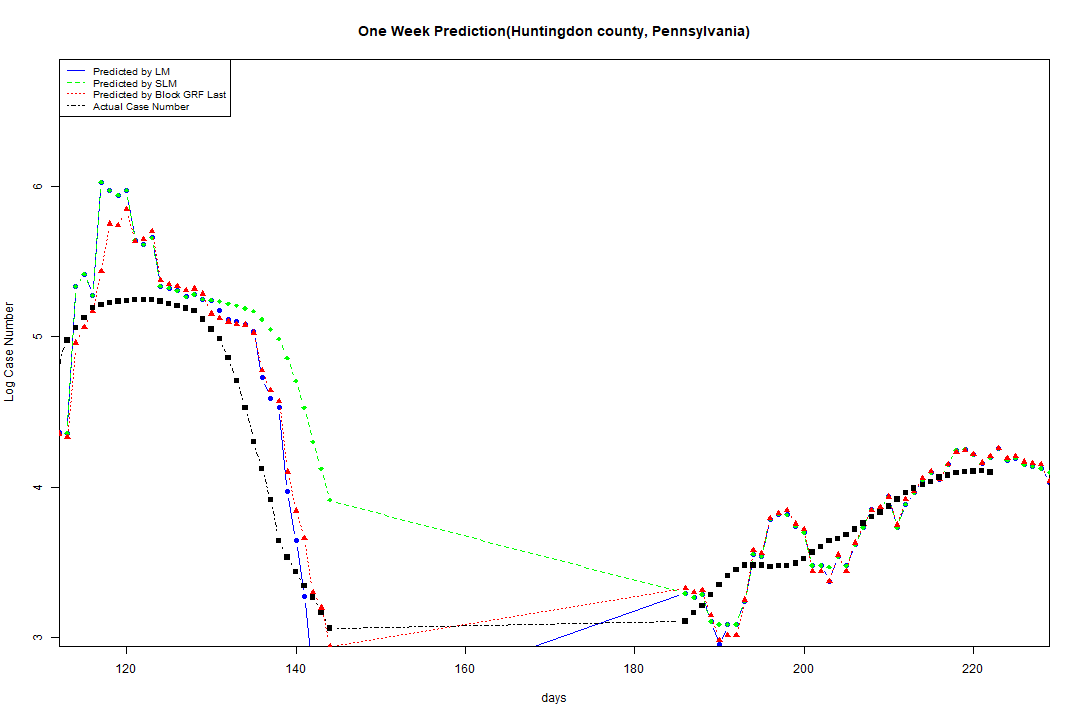 One Week Prediction(Huntingdon county, Pennsylvania)
Predicted by LM
Predicted by SLM
Predicted by Block GRF Last
Actual Case Number
6
5
4
3
Log Case Number
120 140 160 180 200 220
days